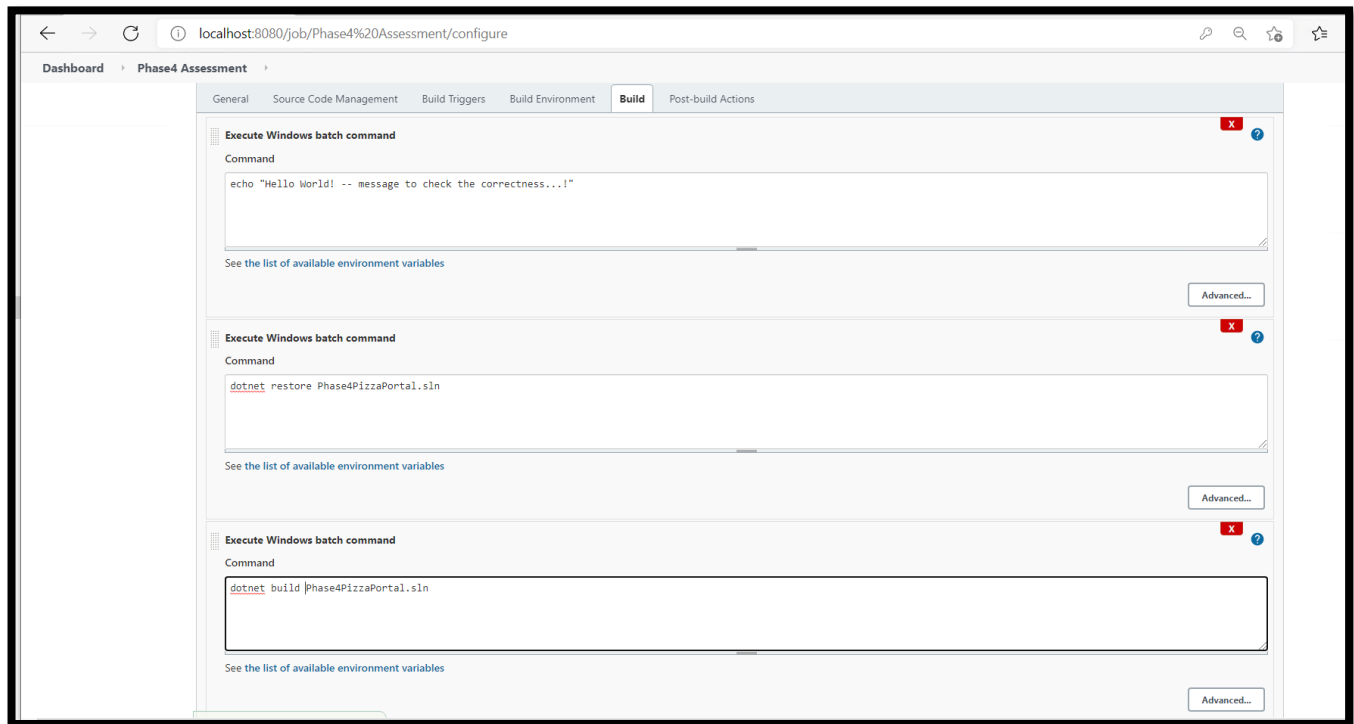 localhost:8080/job/Phase4%20Assessment/configure
Dashboard Phase4 Assessment
General Source Code Management Build Triggers Build Environment Build Post-build Actions
X
Execute Windows batch command ?
Command
echo "Hello World! -- message to check the correctness...!"
See the list of available environment variables
Advanced...
X
Execute Windows batch command ?
Command
dotnet restore Phase4PizzaPortal.sln
See the list of available environment variables
Advanced...
X
Execute Windows batch command ?
Command
dotnet build Phase4PizzaPortal.sln
See the list of available environment variables
Advanced...